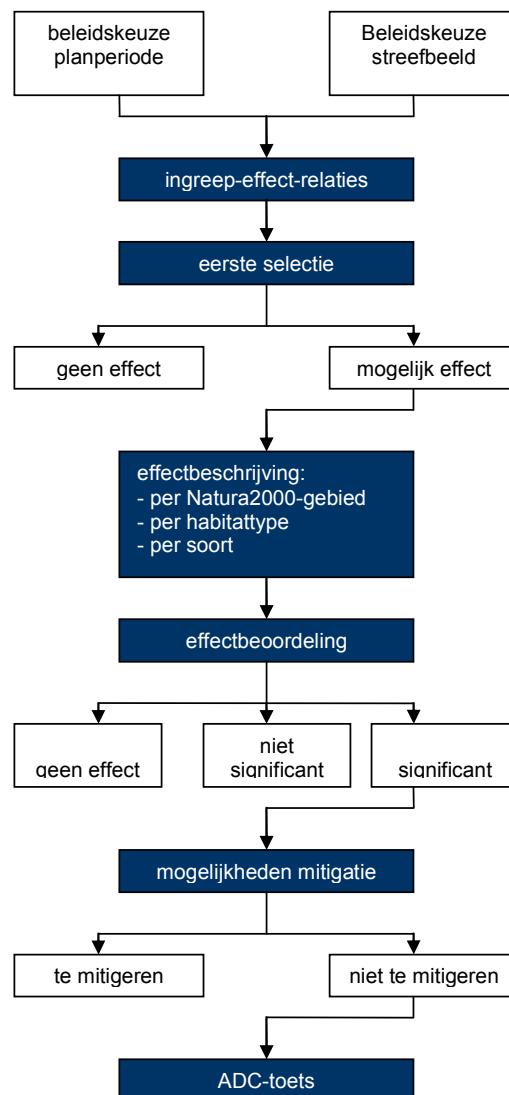 beleidskeuze
planperiode
Beleidskeuze
streefbeeld
ingreep-effect-relaties
eerste selectie
geen effect
mogelijk effect
effectbeschrijving:
- per Natura2000-gebied
- per habitattype
- per soort
effectbeoordeling
geen effect
niet
significant
significant
mogelijkheden mitigatie
te mitigeren
niet te mitigeren
ADC-toets